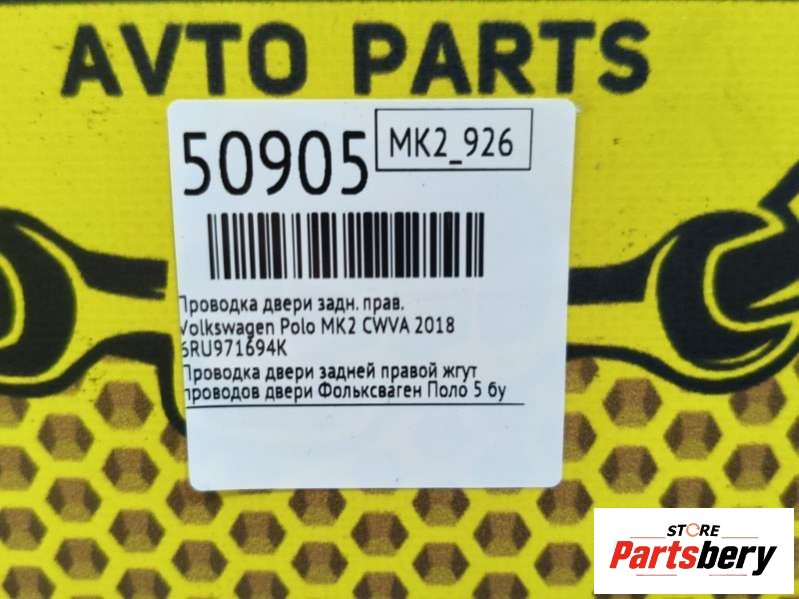 AVTO PARTS
50905
MK2_926
Проводка двери задн. прав.
Volkswagen Polo MK2 CWVA 2018
6RU971694K
Проводка двери задней правой жгут
проводов двери Фольксваген Поло 5 бу
STORE
Partsbery